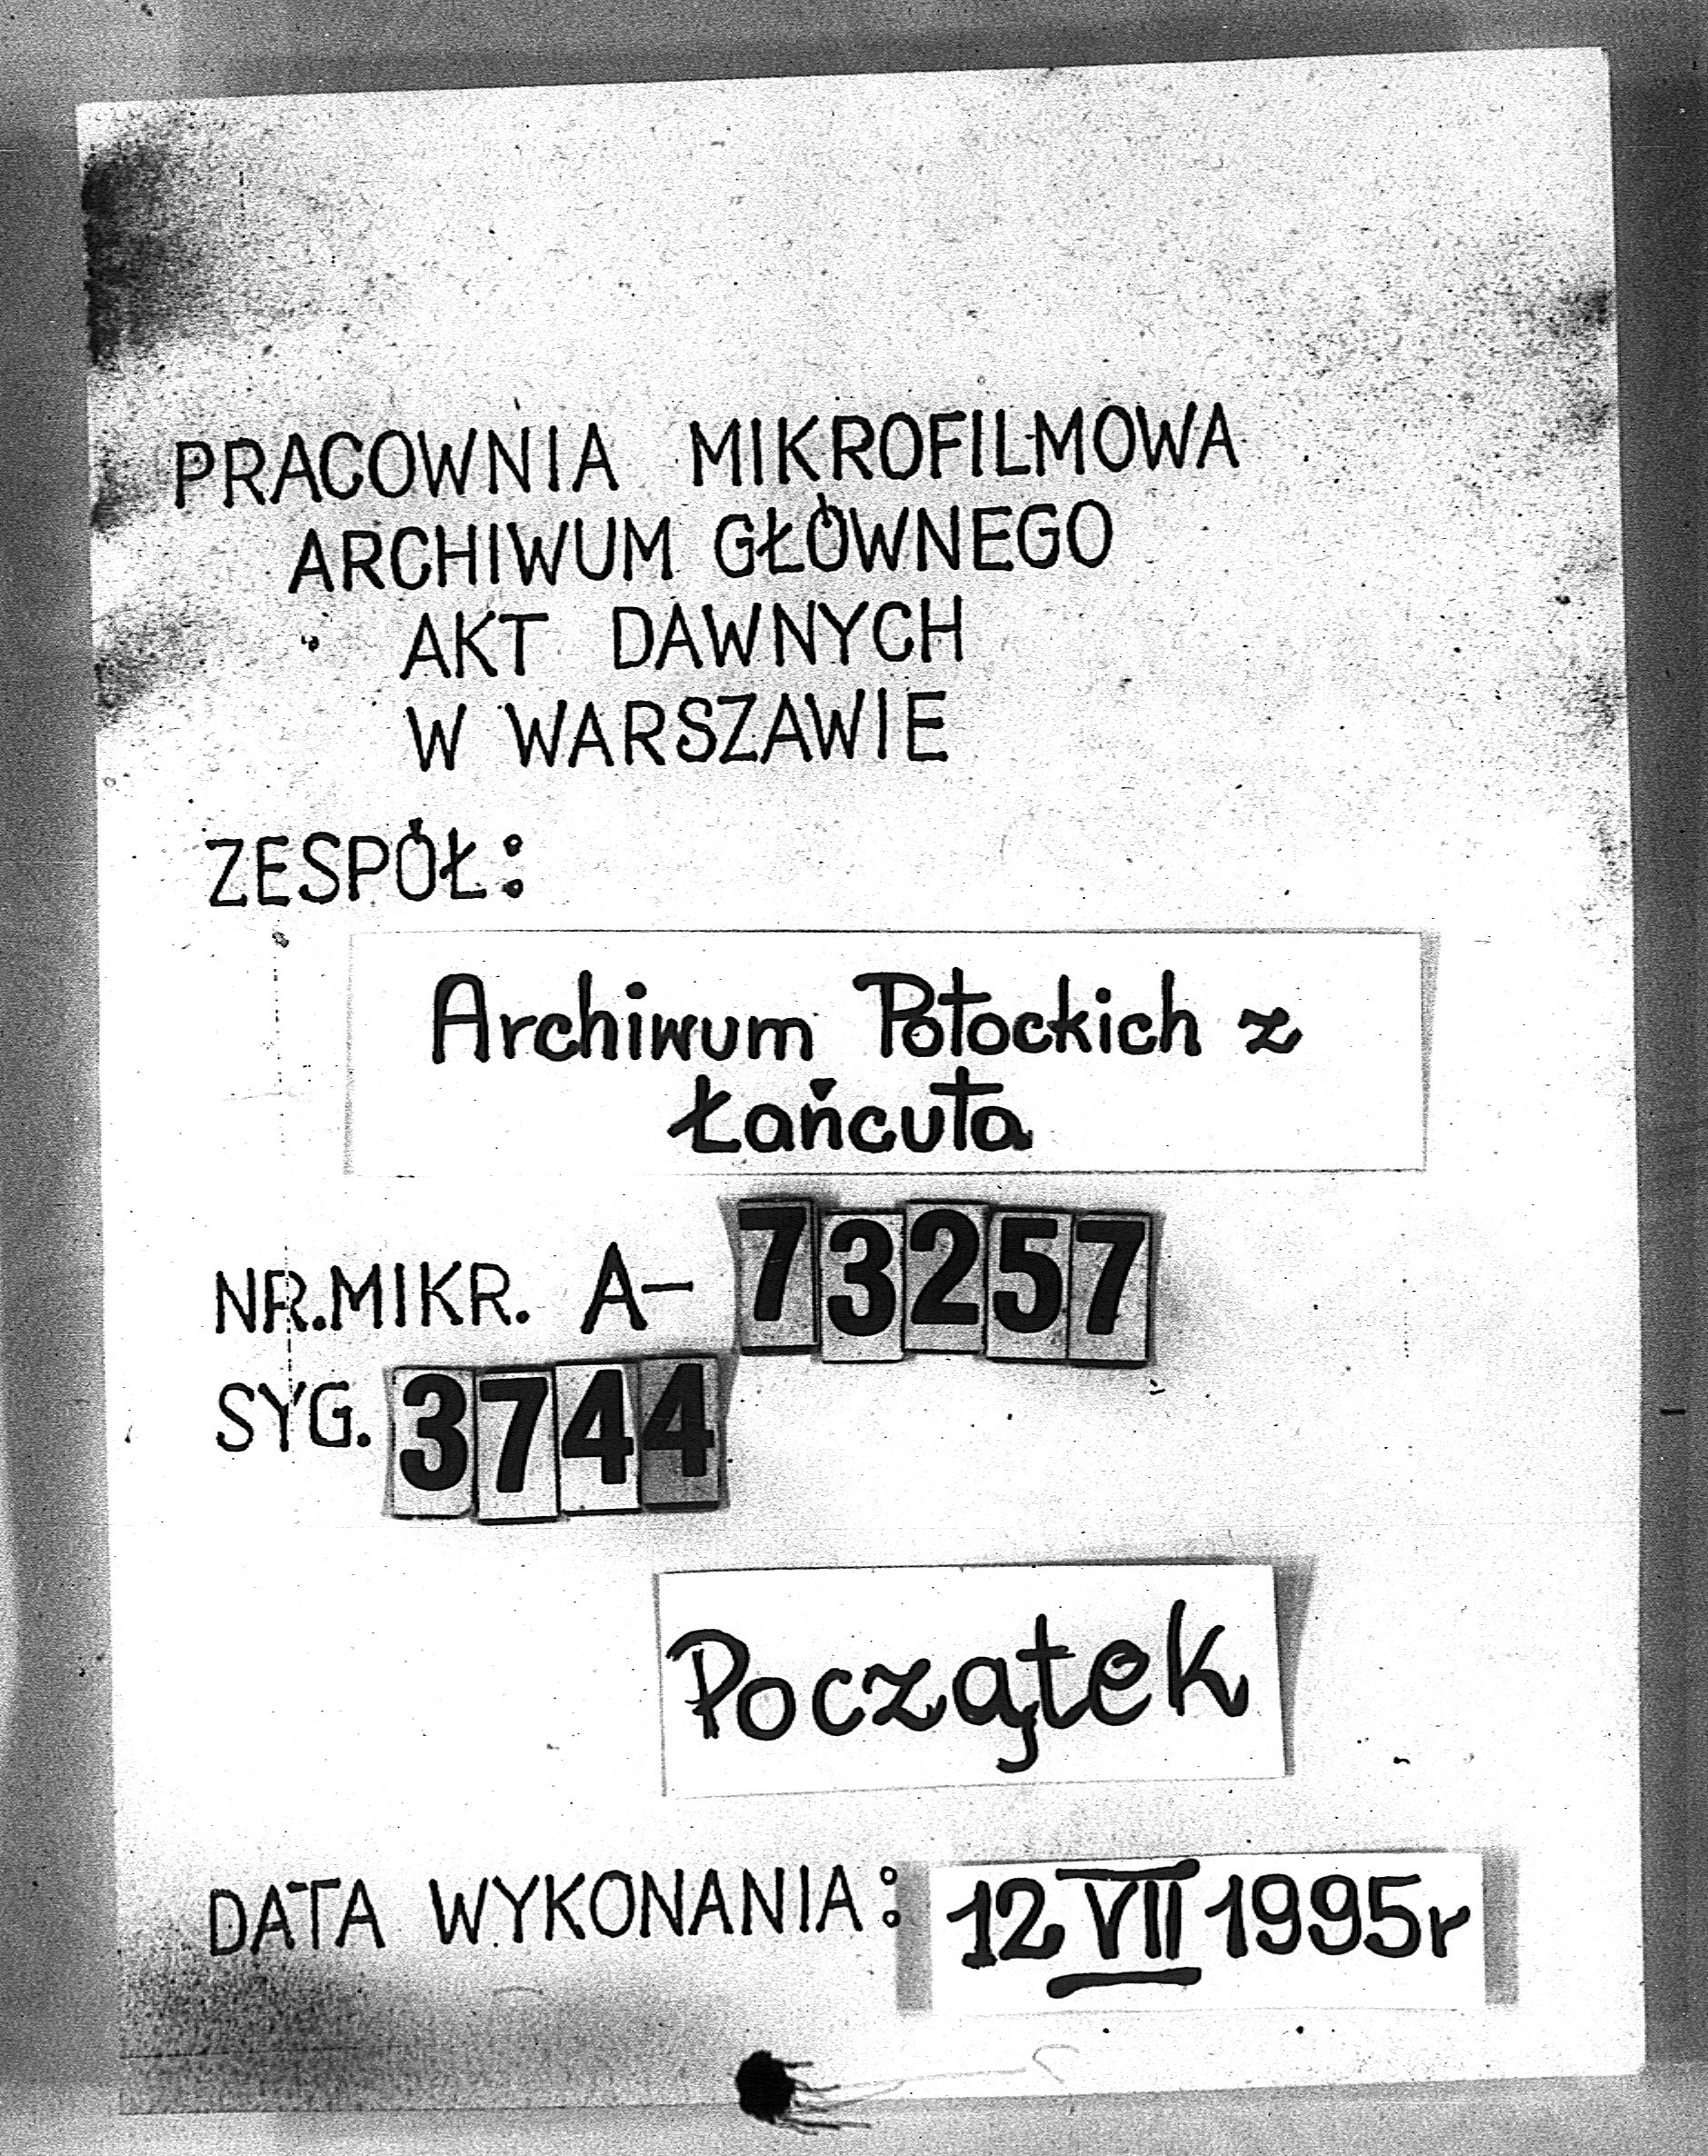 PRACOWNIA MIKROFILMOWA
ARCHIWUM GŁÓWNEGO
AKT DAWNYCH
W WARSZAWIE
ZESPÓŁ:
Archiwum Potockich z
Łańcuta
NR.MIKR. A- 73257
SYG. 3744
Początek
DATA WYKONANIA: 12 VII 1995r